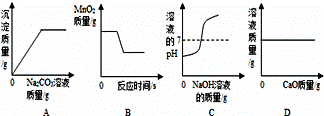 沉淀质量/g
0
Na₂CO₃溶液质量/g
A
MnO₂质量/g
0
反应时间/s
B
溶液的pH
7
0
NaOH溶液的质量/g
C
溶液质量/g
0
CaO质量/g
D